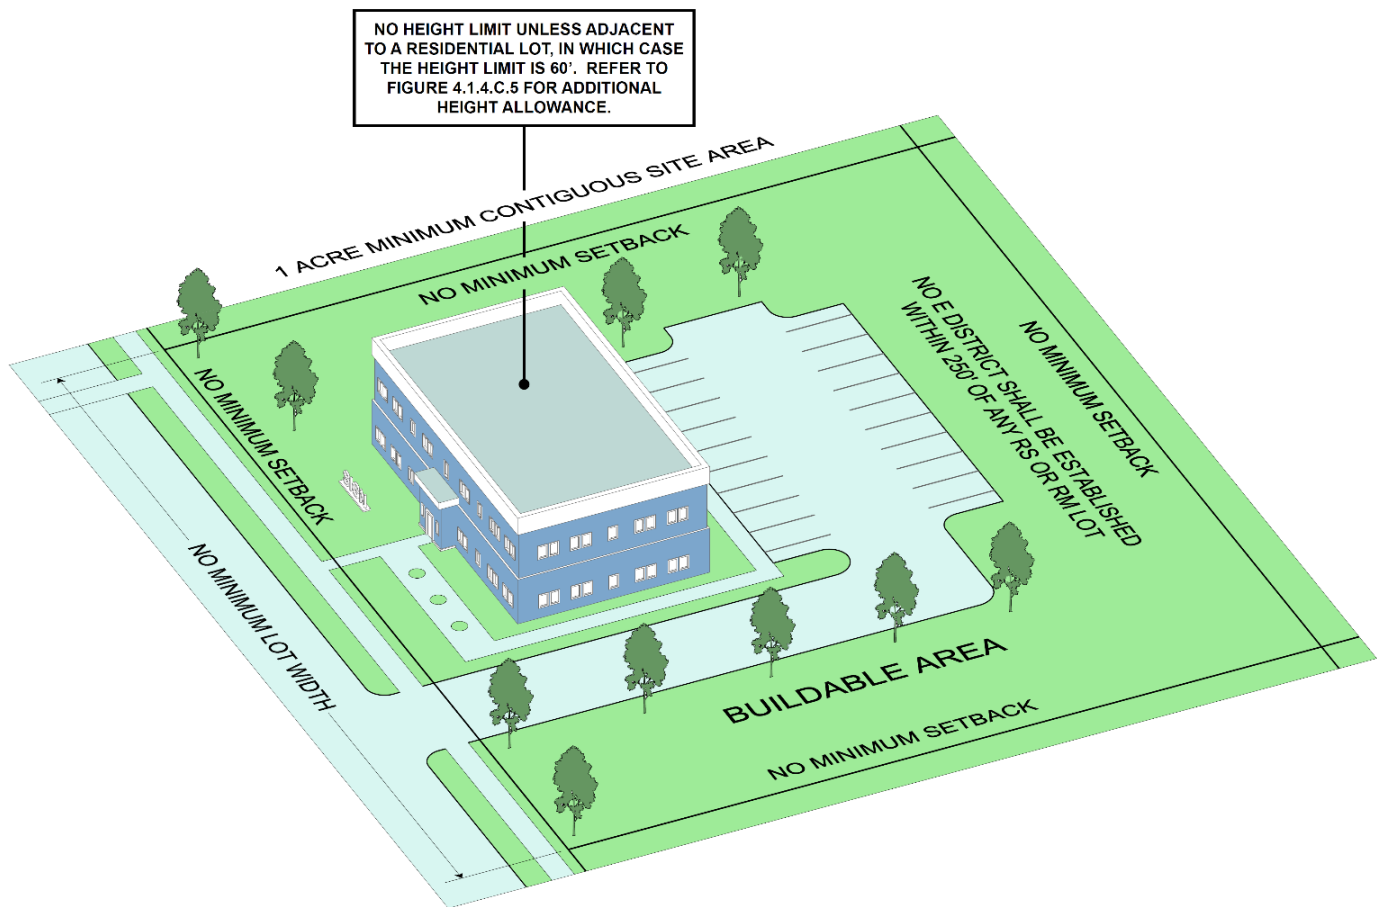 NO HEIGHT LIMIT UNLESS ADJACENT
TO A RESIDENTIAL LOT, IN WHICH CASE
THE HEIGHT LIMIT IS 60’.  REFER TO
FIGURE 4.1.4.C.5 FOR ADDITIONAL
HEIGHT ALLOWANCE.
1 ACRE MINIMUM CONTIGUOUS SITE AREA
NO MINIMUM SETBACK
NO E DISTRICT SHALL BE ESTABLISHED
WITHIN 250' OF ANY RS OR RM LOT
NO MINIMUM SETBACK
NO MINIMUM SETBACK
NO MINIMUM LOT WIDTH
BUILDABLE AREA
NO MINIMUM SETBACK